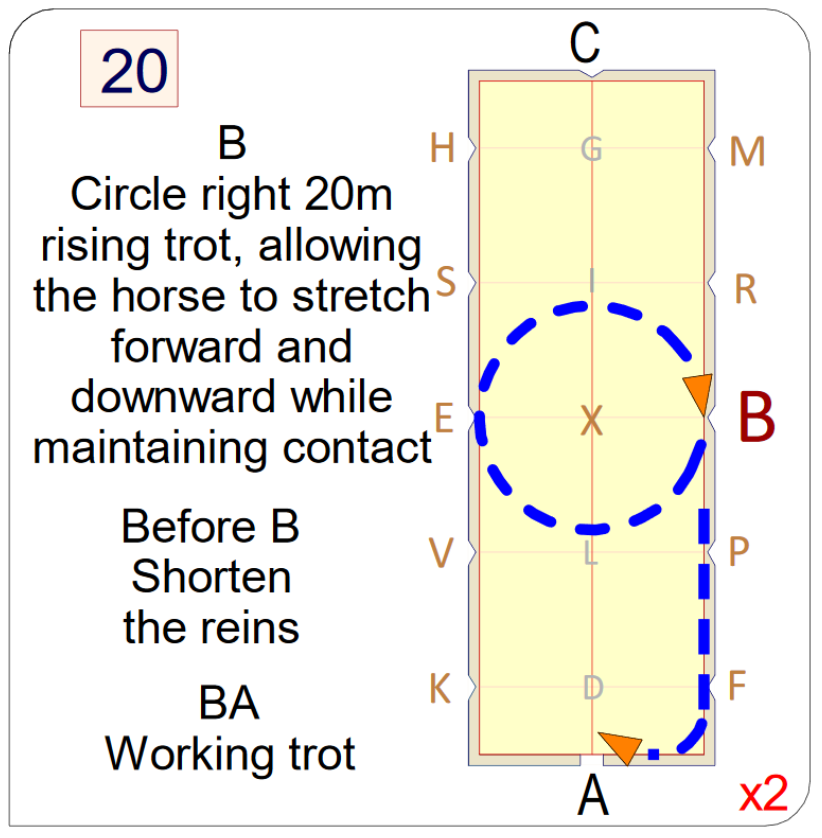 20
B
Circle right 20m
rising trot, allowing
the horse to stretch
forward and
downward while
maintaining contact
Before B
Shorten
the reins
BA
Working trot
C
H G M
S I R
E X B
V L P
K D F
A
x2